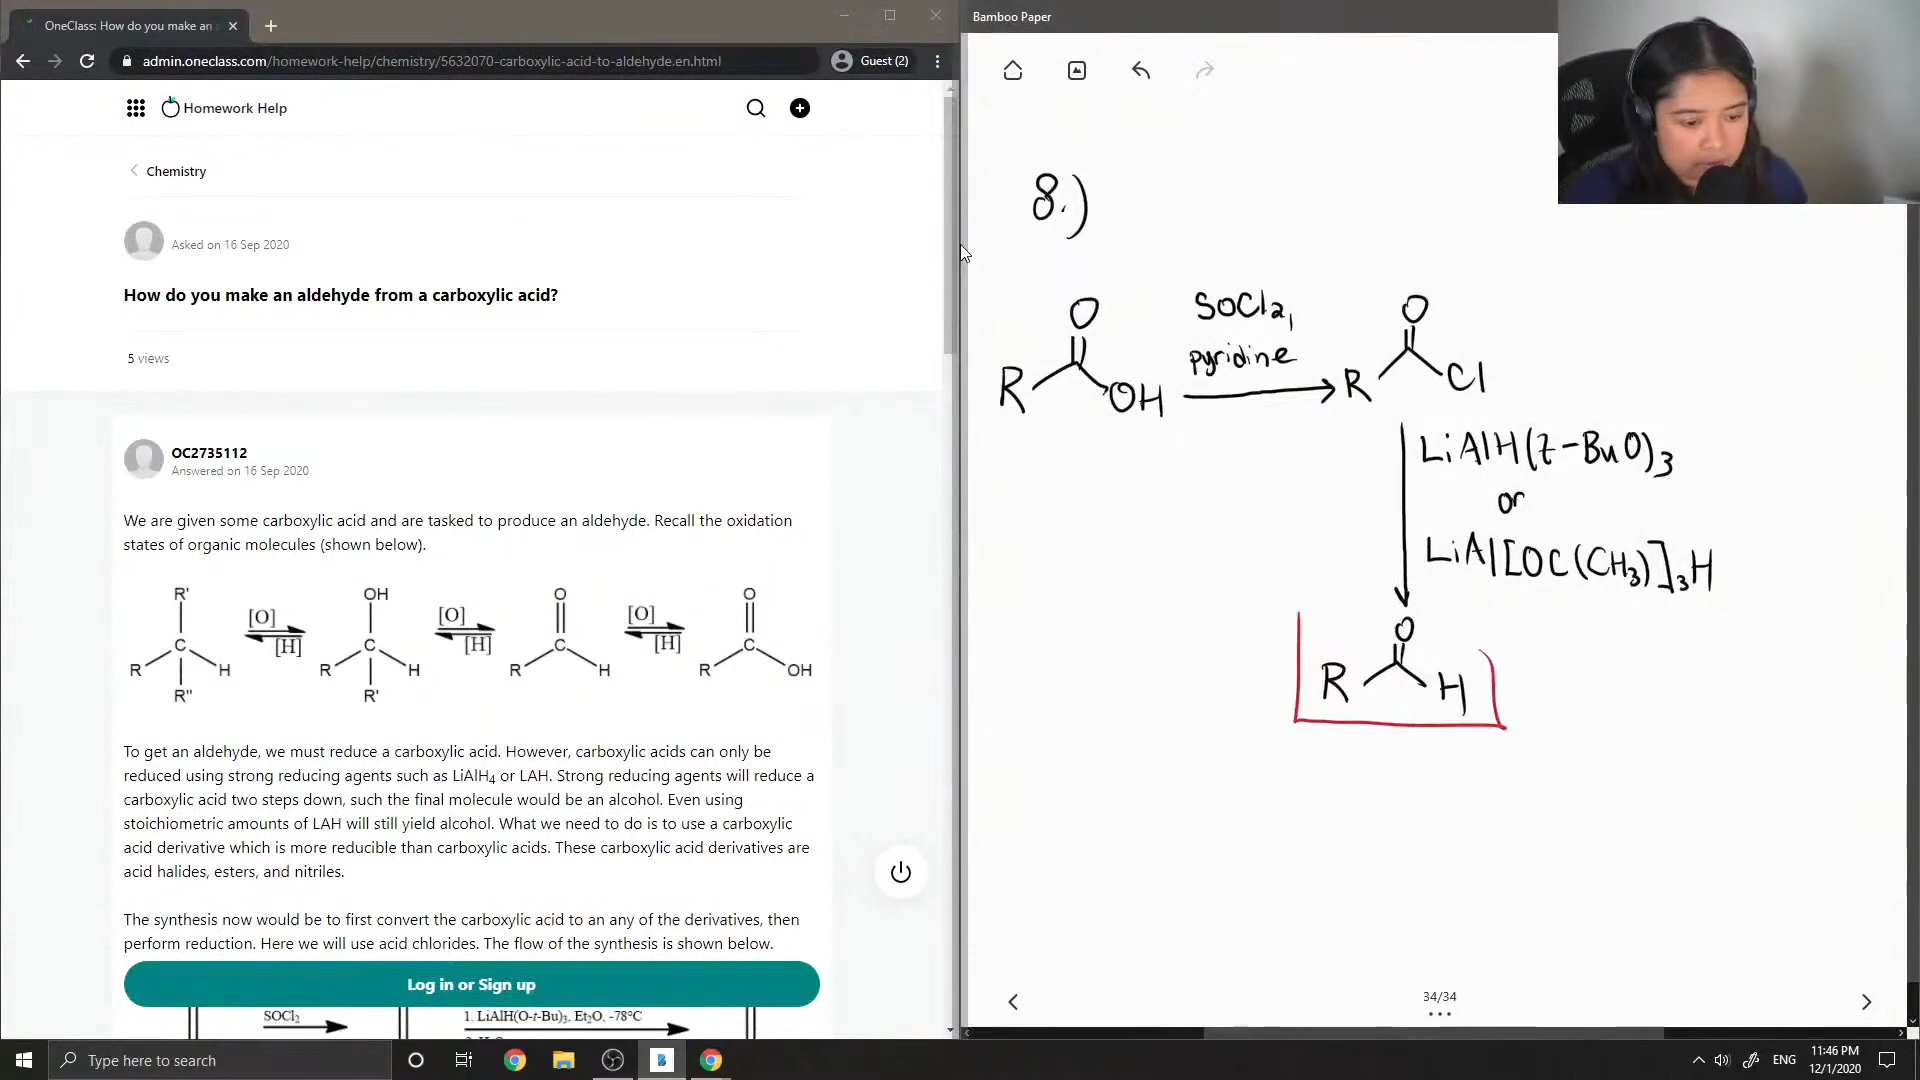 OneClass: How do you make an
admin.oneclass.com/homework-help/chemistry/5632070-carboxylic-acid-to-aldehyde.en.html
Guest (2)
Homework Help
Chemistry
Asked on 16 Sep 2020
How do you make an aldehyde from a carboxylic acid?
5 views
OC2735112
Answered on 16 Sep 2020
We are given some carboxylic acid and are tasked to produce an aldehyde. Recall the oxidation
states of organic molecules (shown below).
R' OH O O
[O] [O] [O]
C [H] C [H] C [H] C
R H R H R H R OH
R'' R'
To get an aldehyde, we must reduce a carboxylic acid. However, carboxylic acids can only be
reduced using strong reducing agents such as LiAlH4 or LAH. Strong reducing agents will reduce a
carboxylic acid two steps down, such the final molecule would be an alcohol. Even using
stoichiometric amounts of LAH will still yield alcohol. What we need to do is to use a carboxylic
acid derivative which is more reducible than carboxylic acids. These carboxylic acid derivatives are
acid halides, esters, and nitriles.
The synthesis now would be to first convert the carboxylic acid to an any of the derivatives, then
perform reduction. Here we will use acid chlorides. The flow of the synthesis is shown below.
Log in or Sign up
SOCl2 1. LiAlH(O-t-Bu)3, Et2O, -78°C
Bamboo Paper
8.)
O SOCl2, O
pyridine
R OH R Cl
LiAlH(t-BuO)3
or
LiAl[OC(CH3)]3H
O
R H
34/34
Type here to search
ENG
11:46 PM
12/1/2020